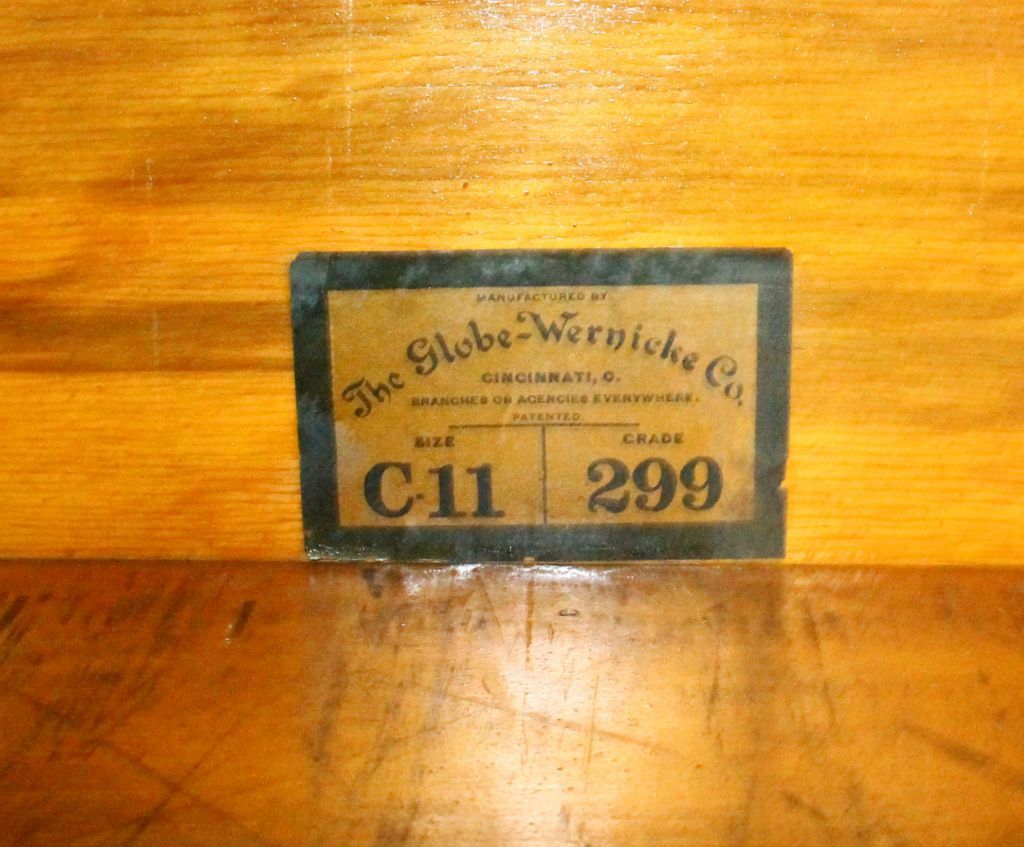 MANUFACTURED BY
The Globe-Wernicke Co.
CINCINNATI, O.
BRANCHES OR AGENCIES EVERYWHERE.
PATENTED
SIZE GRADE
C-11 299